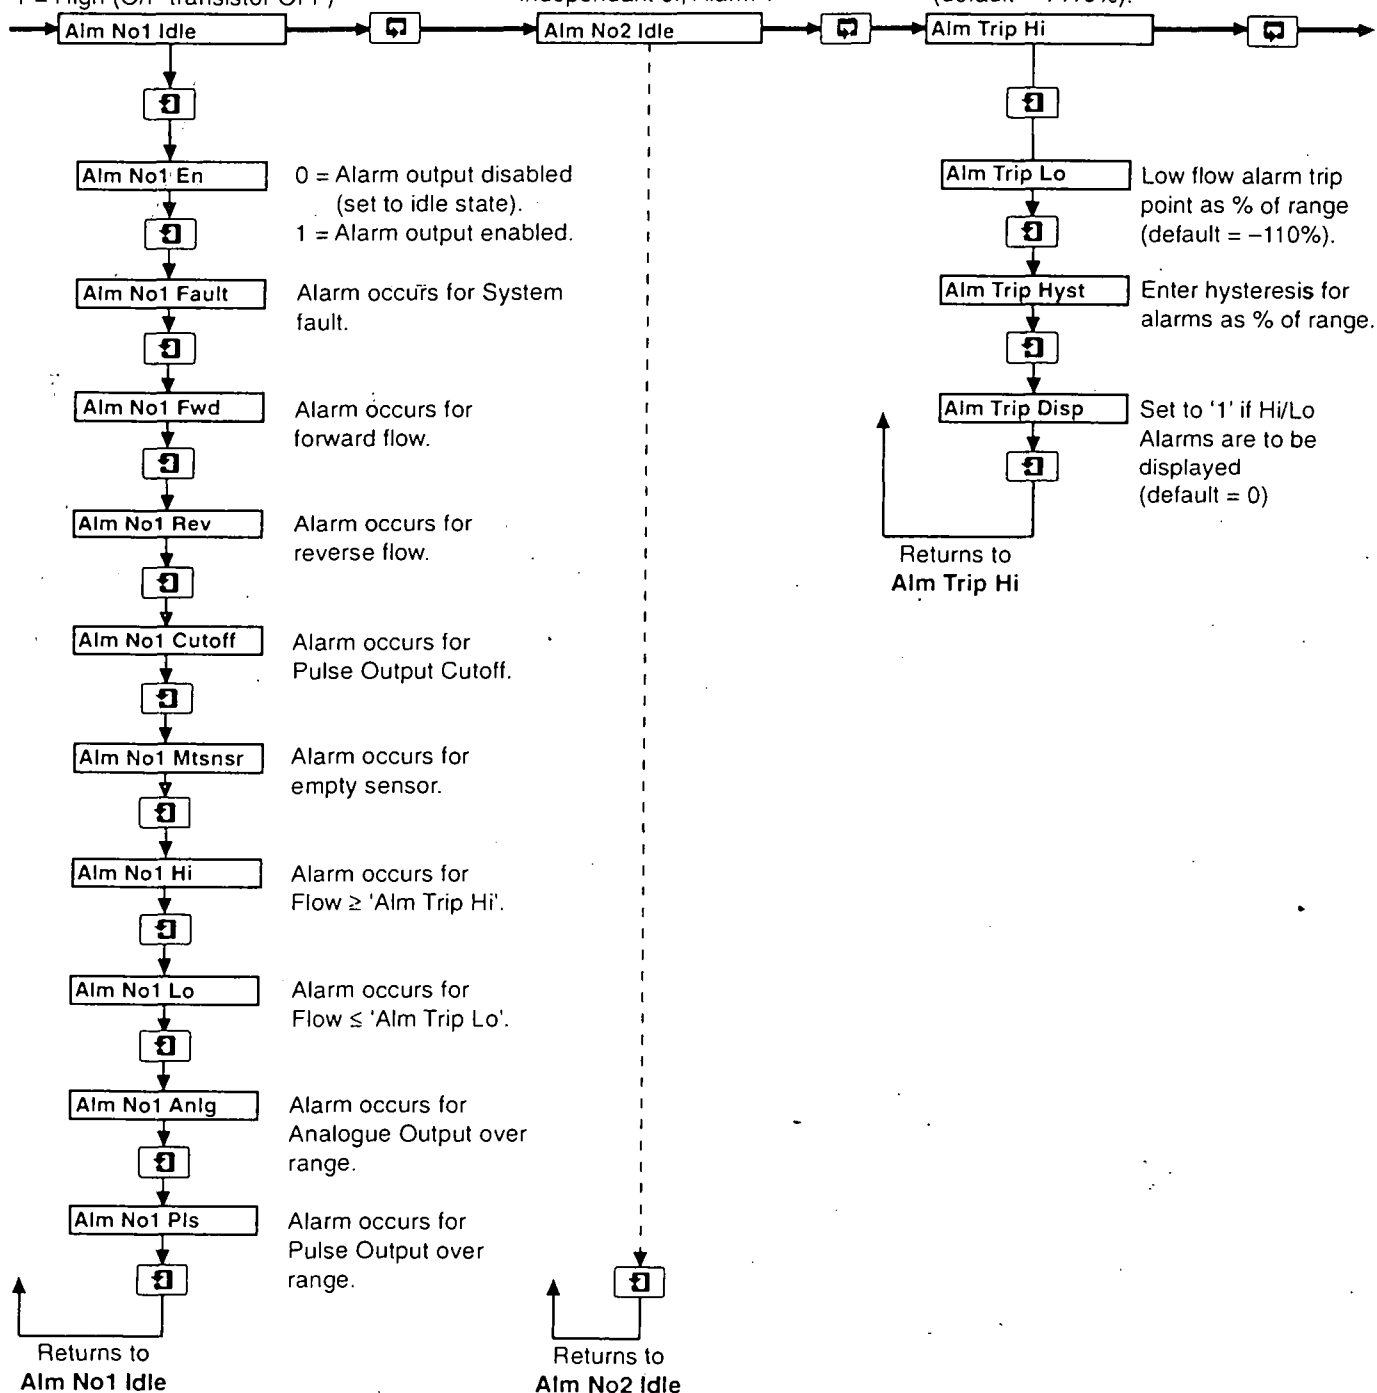 Alm No1 Idle
Alm No2 Idle
Alm Trip Hi
Alm No1 En
0 = Alarm output disabled
(set to idle state).
1 = Alarm output enabled.
Alm No1 Fault
Alarm occurs for System
fault.
Alm No1 Fwd
Alarm occurs for
forward flow.
Alm No1 Rev
Alarm occurs for
reverse flow.
Alm No1 Cutoff
Alarm occurs for
Pulse Output Cutoff.
Alm No1 Mtsnsr
Alarm occurs for
empty sensor.
Alm No1 Hi
Alarm occurs for
Flow ≥ 'Alm Trip Hi'.
Alm No1 Lo
Alarm occurs for
Flow ≤ 'Alm Trip Lo'.
Alm No1 Anlg
Alarm occurs for
Analogue Output over
range.
Alm No1 Pls
Alarm occurs for
Pulse Output over
range.
Returns to
Alm No1 Idle
Returns to
Alm No2 Idle
Alm Trip Lo
Low flow alarm trip
point as % of range
(default = –110%).
Alm Trip Hyst
Enter hysteresis for
alarms as % of range.
Alm Trip Disp
Set to '1' if Hi/Lo
Alarms are to be
displayed
(default = 0)
Returns to
Alm Trip Hi